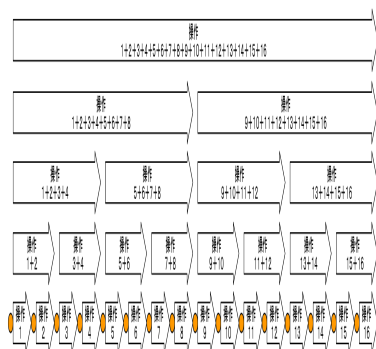 操作
1+2+3+4+5+6+7+8+9+10+11+12+13+14+15+16
操作
1+2+3+4+5+6+7+8
操作
9+10+11+12+13+14+15+16
操作
1+2+3+4
操作
5+6+7+8
操作
9+10+11+12
操作
13+14+15+16
操作
1+2
操作
3+4
操作
5+6
操作
7+8
操作
9+10
操作
11+12
操作
13+14
操作
15+16
操作
1
操作
2
操作
3
操作
4
操作
5
操作
6
操作
7
操作
8
操作
9
操作
10
操作
11
操作
12
操作
13
操作
14
操作
15
操作
16